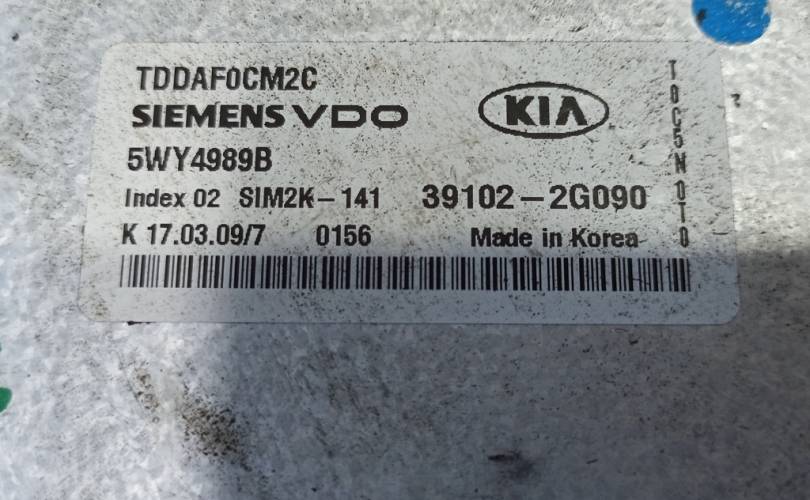 TDDAF0CM2C
SIEMENS VDO
KIA
5WY4989B
Index 02 SIM2K-141 39102-2G090
K 17.03.09/7 0156 Made in Korea
T0C5N0T0